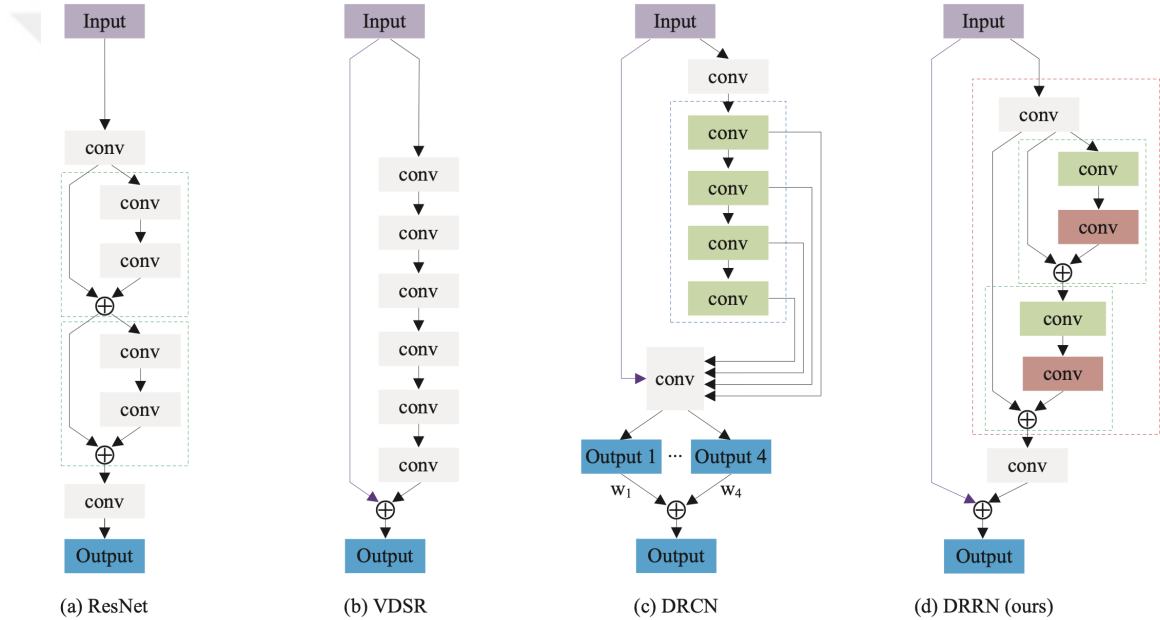 Input
conv
conv
conv
conv
conv
conv
Output
(a) ResNet
Input
conv
conv
conv
conv
conv
conv
Output
(b) VDSR
Input
conv
conv
conv
conv
conv
conv
Output 1 ... Output 4
w1 w4
Output
(c) DRCN
Input
conv
conv
conv
conv
conv
conv
Output
(d) DRRN (ours)